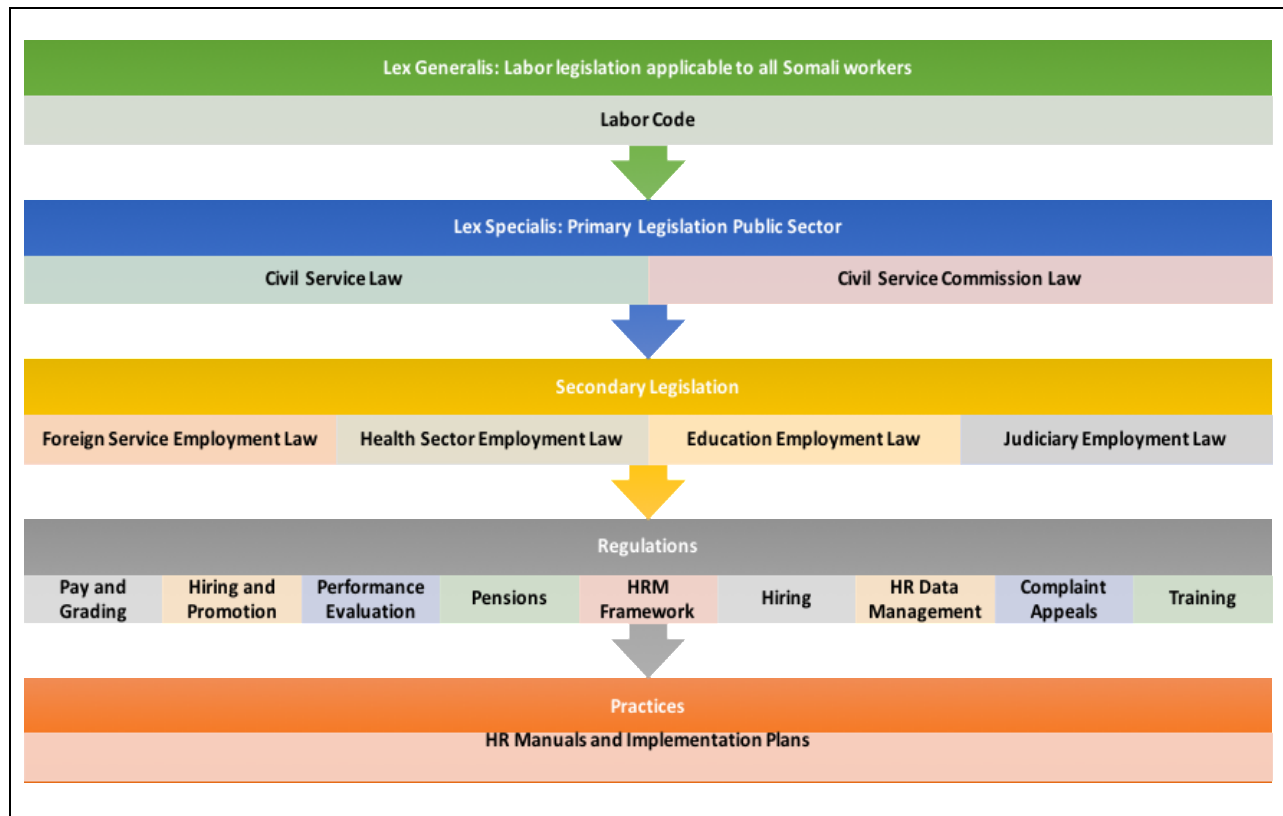 Lex Generalis: Labor legislation applicable to all Somali workers
Labor Code
Lex Specialis: Primary Legislation Public Sector
Civil Service Law
Civil Service Commission Law
Secondary Legislation
Foreign Service Employment Law
Health Sector Employment Law
Education Employment Law
Judiciary Employment Law
Regulations
Pay and
Grading
Hiring and
Promotion
Performance
Evaluation
Pensions
HRM
Framework
Hiring
HR Data
Management
Complaint
Appeals
Training
Practices
HR Manuals and Implementation Plans